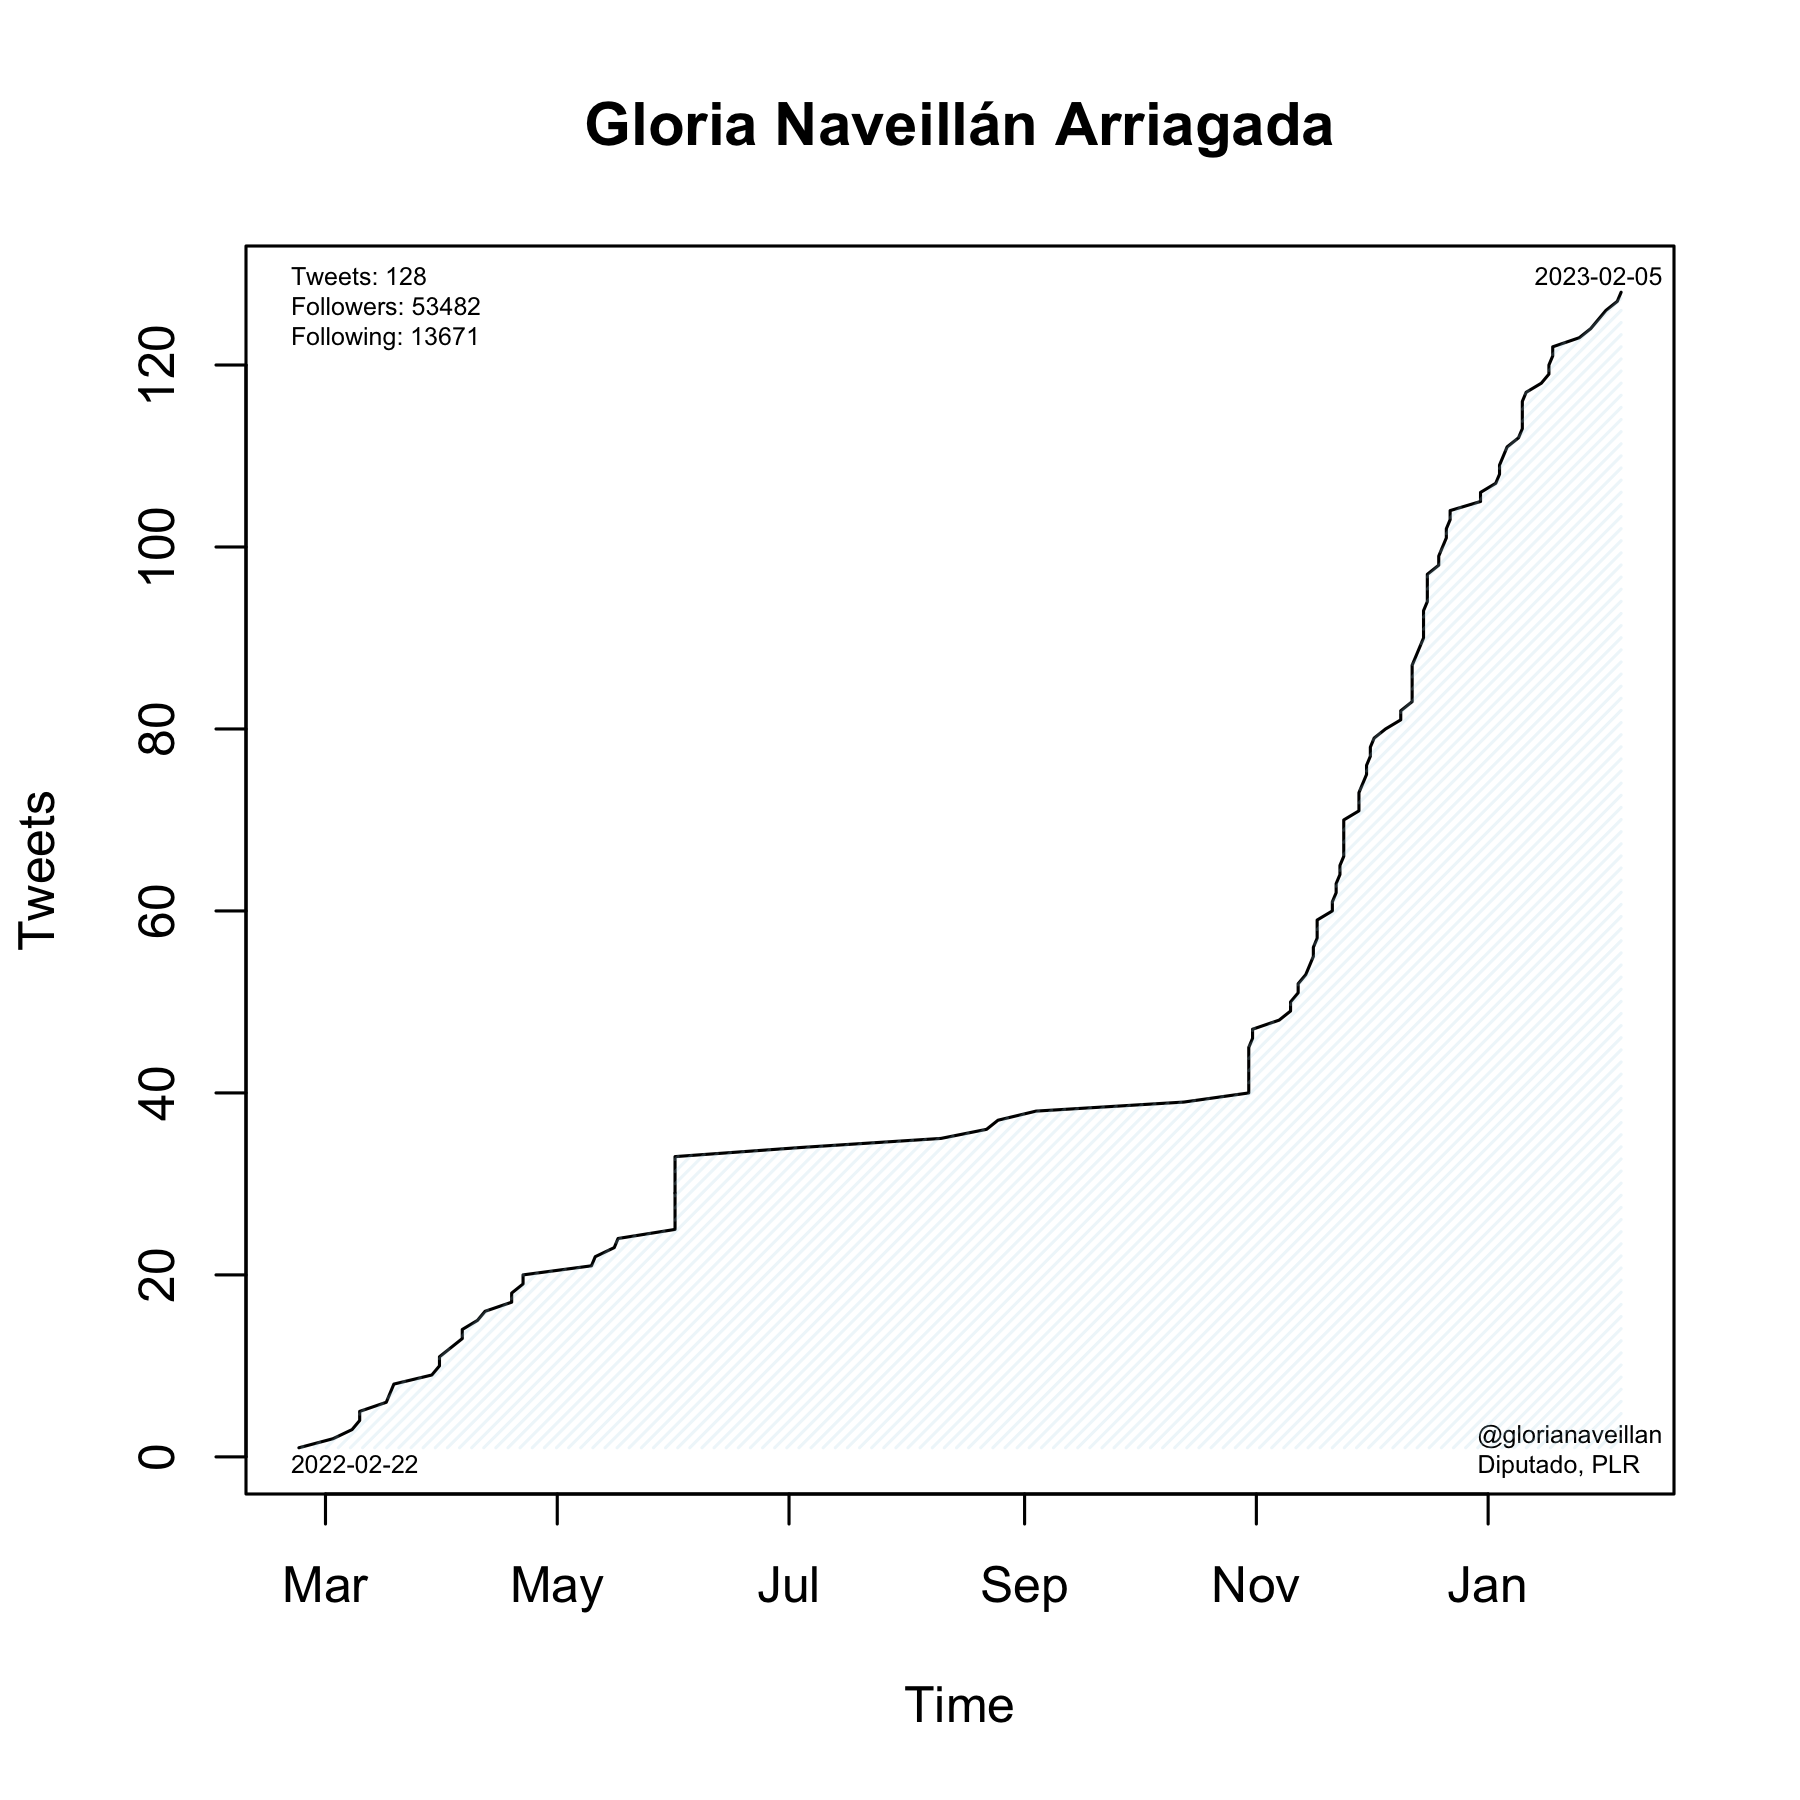 Gloria Naveillán Arriagada
Tweets: 128
Followers: 53482
Following: 13671
2023-02-05
120
100
80
60
40
20
0
Tweets
@glorianaveillan
Diputado, PLR
2022-02-22
Mar May Jul Sep Nov Jan
Time